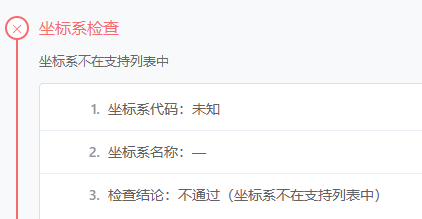 坐标系检查
坐标系不在支持列表中
1. 坐标系代码：未知
2. 坐标系名称：—
3. 检查结论：不通过（坐标系不在支持列表中）